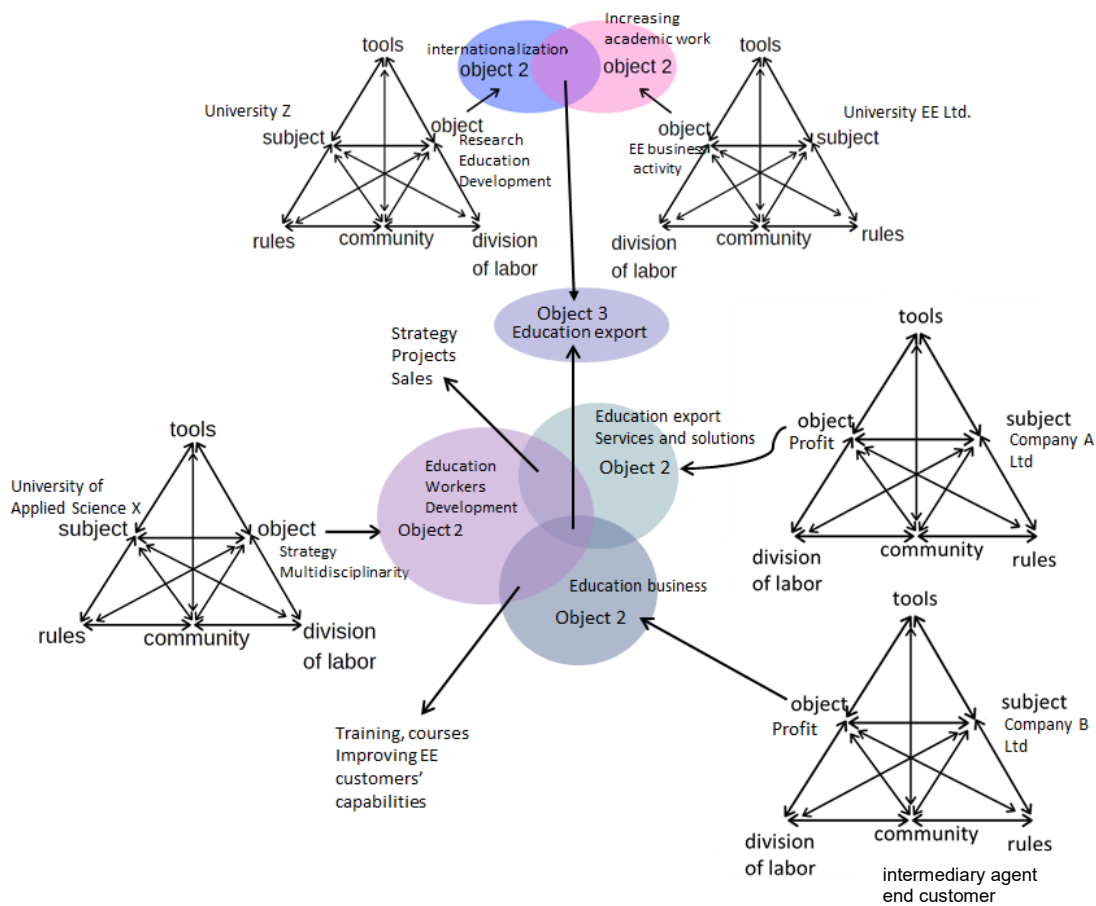 Increasing
academic work
object 2
internationalization
object 2
tools
University Z
subject
object
Research
Education
Development
rules
community
division
of labor
tools
University EE Ltd.
object
subject
EE business
activity
division
of labor
community
rules
Object 3
Education export
Strategy
Projects
Sales
Education export
Services and solutions
Object 2
tools
object
Profit
subject
Company A
Ltd
division
of labor
community
rules
tools
University of
Applied Science X
subject
object
Strategy
Multidisciplinarity
rules
community
division
of labor
Education
Workers
Development
Object 2
Education business
Object 2
tools
object
Profit
subject
Company B
Ltd
division
of labor
community
rules
Training, courses
Improving EE
customers’
capabilities
intermediary agent
end customer